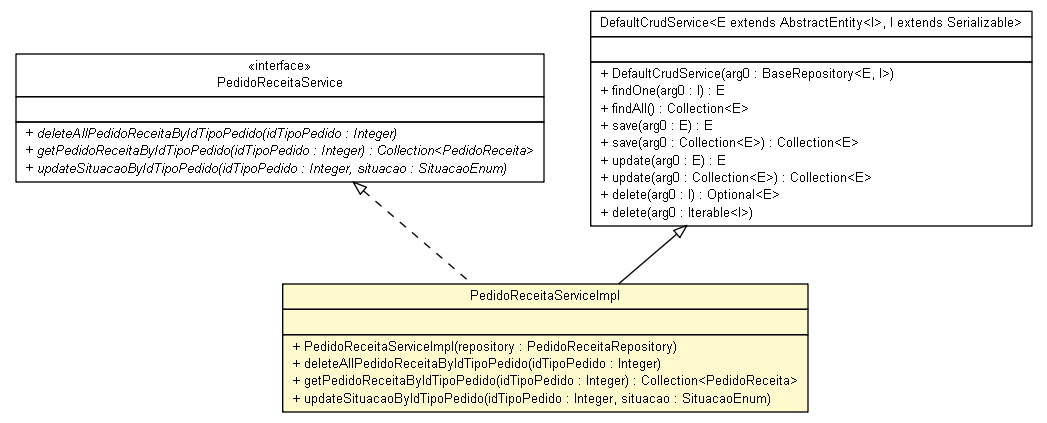 «interface»
PedidoReceitaService
+ deleteAllPedidoReceitaByIdTipoPedido(idTipoPedido : Integer)
+ getPedidoReceitaByIdTipoPedido(idTipoPedido : Integer) : Collection<PedidoReceita>
+ updateSituacaoByIdTipoPedido(idTipoPedido : Integer, situacao : SituacaoEnum)
DefaultCrudService<E extends AbstractEntity<I>, I extends Serializable>
+ DefaultCrudService(arg0 : BaseRepository<E, I>)
+ findOne(arg0 : I) : E
+ findAll() : Collection<E>
+ save(arg0 : E) : E
+ save(arg0 : Collection<E>) : Collection<E>
+ update(arg0 : E) : E
+ update(arg0 : Collection<E>) : Collection<E>
+ delete(arg0 : I) : Optional<E>
+ delete(arg0 : Iterable<I>)
PedidoReceitaServiceImpl
+ PedidoReceitaServiceImpl(repository : PedidoReceitaRepository)
+ deleteAllPedidoReceitaByIdTipoPedido(idTipoPedido : Integer)
+ getPedidoReceitaByIdTipoPedido(idTipoPedido : Integer) : Collection<PedidoReceita>
+ updateSituacaoByIdTipoPedido(idTipoPedido : Integer, situacao : SituacaoEnum)